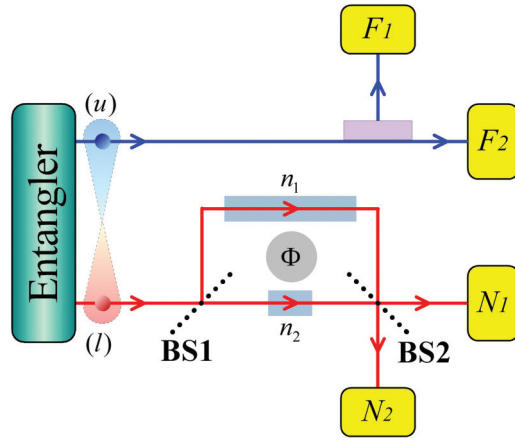 F1
(u)
F2
Entangler
n1
Φ
N1
(l)
BS1
n2
BS2
N2